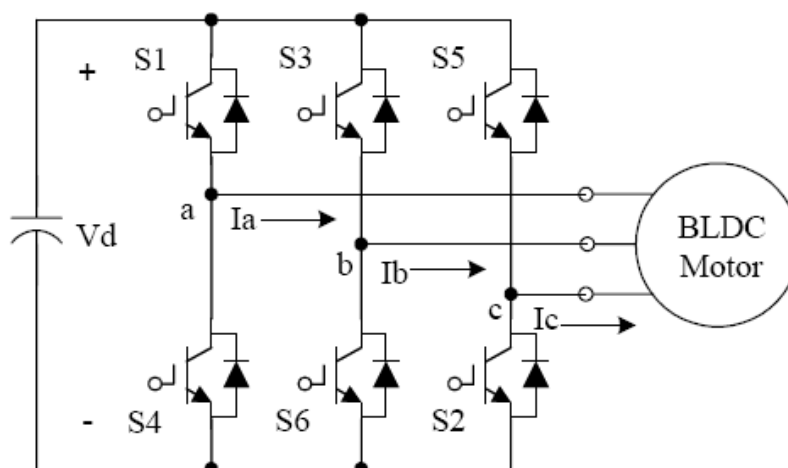 + S1 S3 S5
a Ia
Vd b Ib
BLDC
Motor
c Ic
- S4 S6 S2